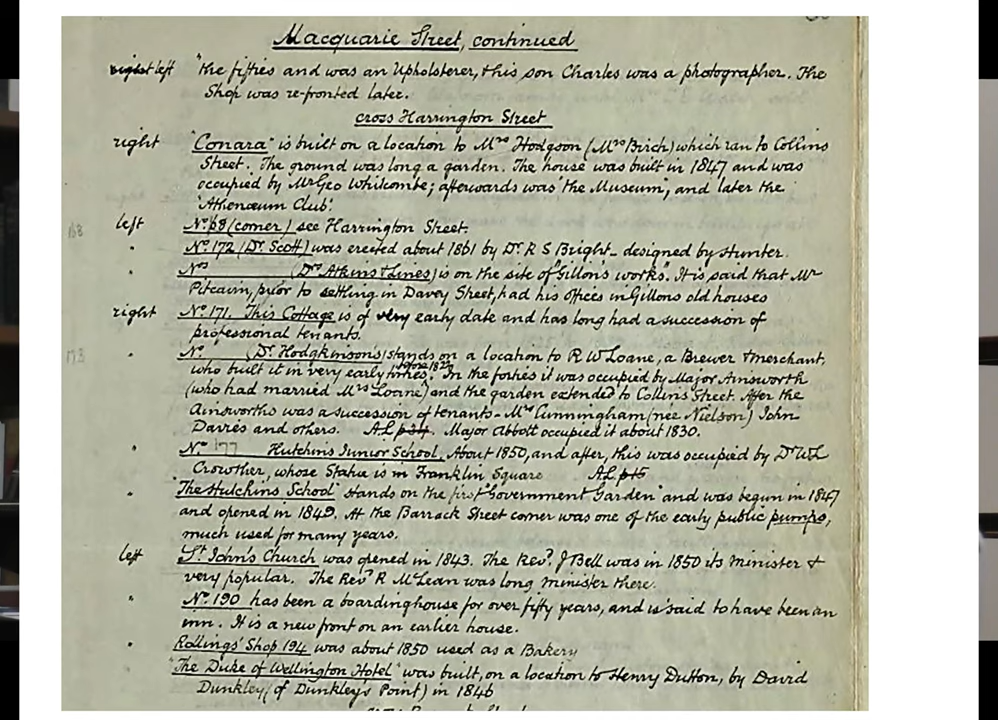 Macquarie Street, continued
right left "the fifties and was an Upholsterer, & his son Charles was a photographer. The
Shop was re-fronted later.
cross Harrington Street
right "Conara" is built on a location to Mrs Hodgson (Mrs Birch) which ran to Collins
Street. The ground was long a garden. The house was built in 1847 and was
occupied by Mr Geo Whitcombe; afterwards was the Museum, and later the
'Athenæum Club'.
left No. 68 (corner) see Harrington Street.
" No. 172 (Dr. Scott) was erected about 1861 by Dr. R S Bright - designed by Hunter.
" Nos (Drs Atkins & Lines) is on the site of "Gillon's works". It is said that Mr
Pitcairn, prior to settling in Davey Street, had his offices in Gillons old houses
right No. 171. This Cottage is of very early date and has long had a succession of
professional tenants.
173 " No. (Dr. Hodgkinson's) stands on a location to R W Loane, a Brewer & merchant,
who built it in very early times, before 1829. In the forties it was occupied by Major Ainsworth
(who had married Mrs Loane) and the garden extended to Collins Street. After the
Ainsworths was a succession of tenants - Mrs Cunningham (nee Nielson) John
Davies and others. AL p34. Major Abbott occupied it about 1830.
" No. 177 Hutchins Junior School. About 1850, and after, this was occupied by Dr W L
Crowther, whose Statue is in Franklin Square AL p15
" "The Hutchins School" stands on the first "Government Garden" and was begun in 1847
and opened in 1849. At the Barrack Street corner was one of the early public pumps,
much used for many years.
left St John's Church was opened in 1843. The Revd. J Bell was in 1850 its minister &
very popular. The Revd R McLean was long minister there.
" No. 190 has been a boarding house for over fifty years, and is said to have been an
inn. It is a new front on an earlier house.
" Rollings' Shop 194 was about 1850 used as a Bakery
"The Duke of Wellington Hotel" was built, on a location to Henry Dutton, by David
Dunkley (of Dunkley's Point) in 1846